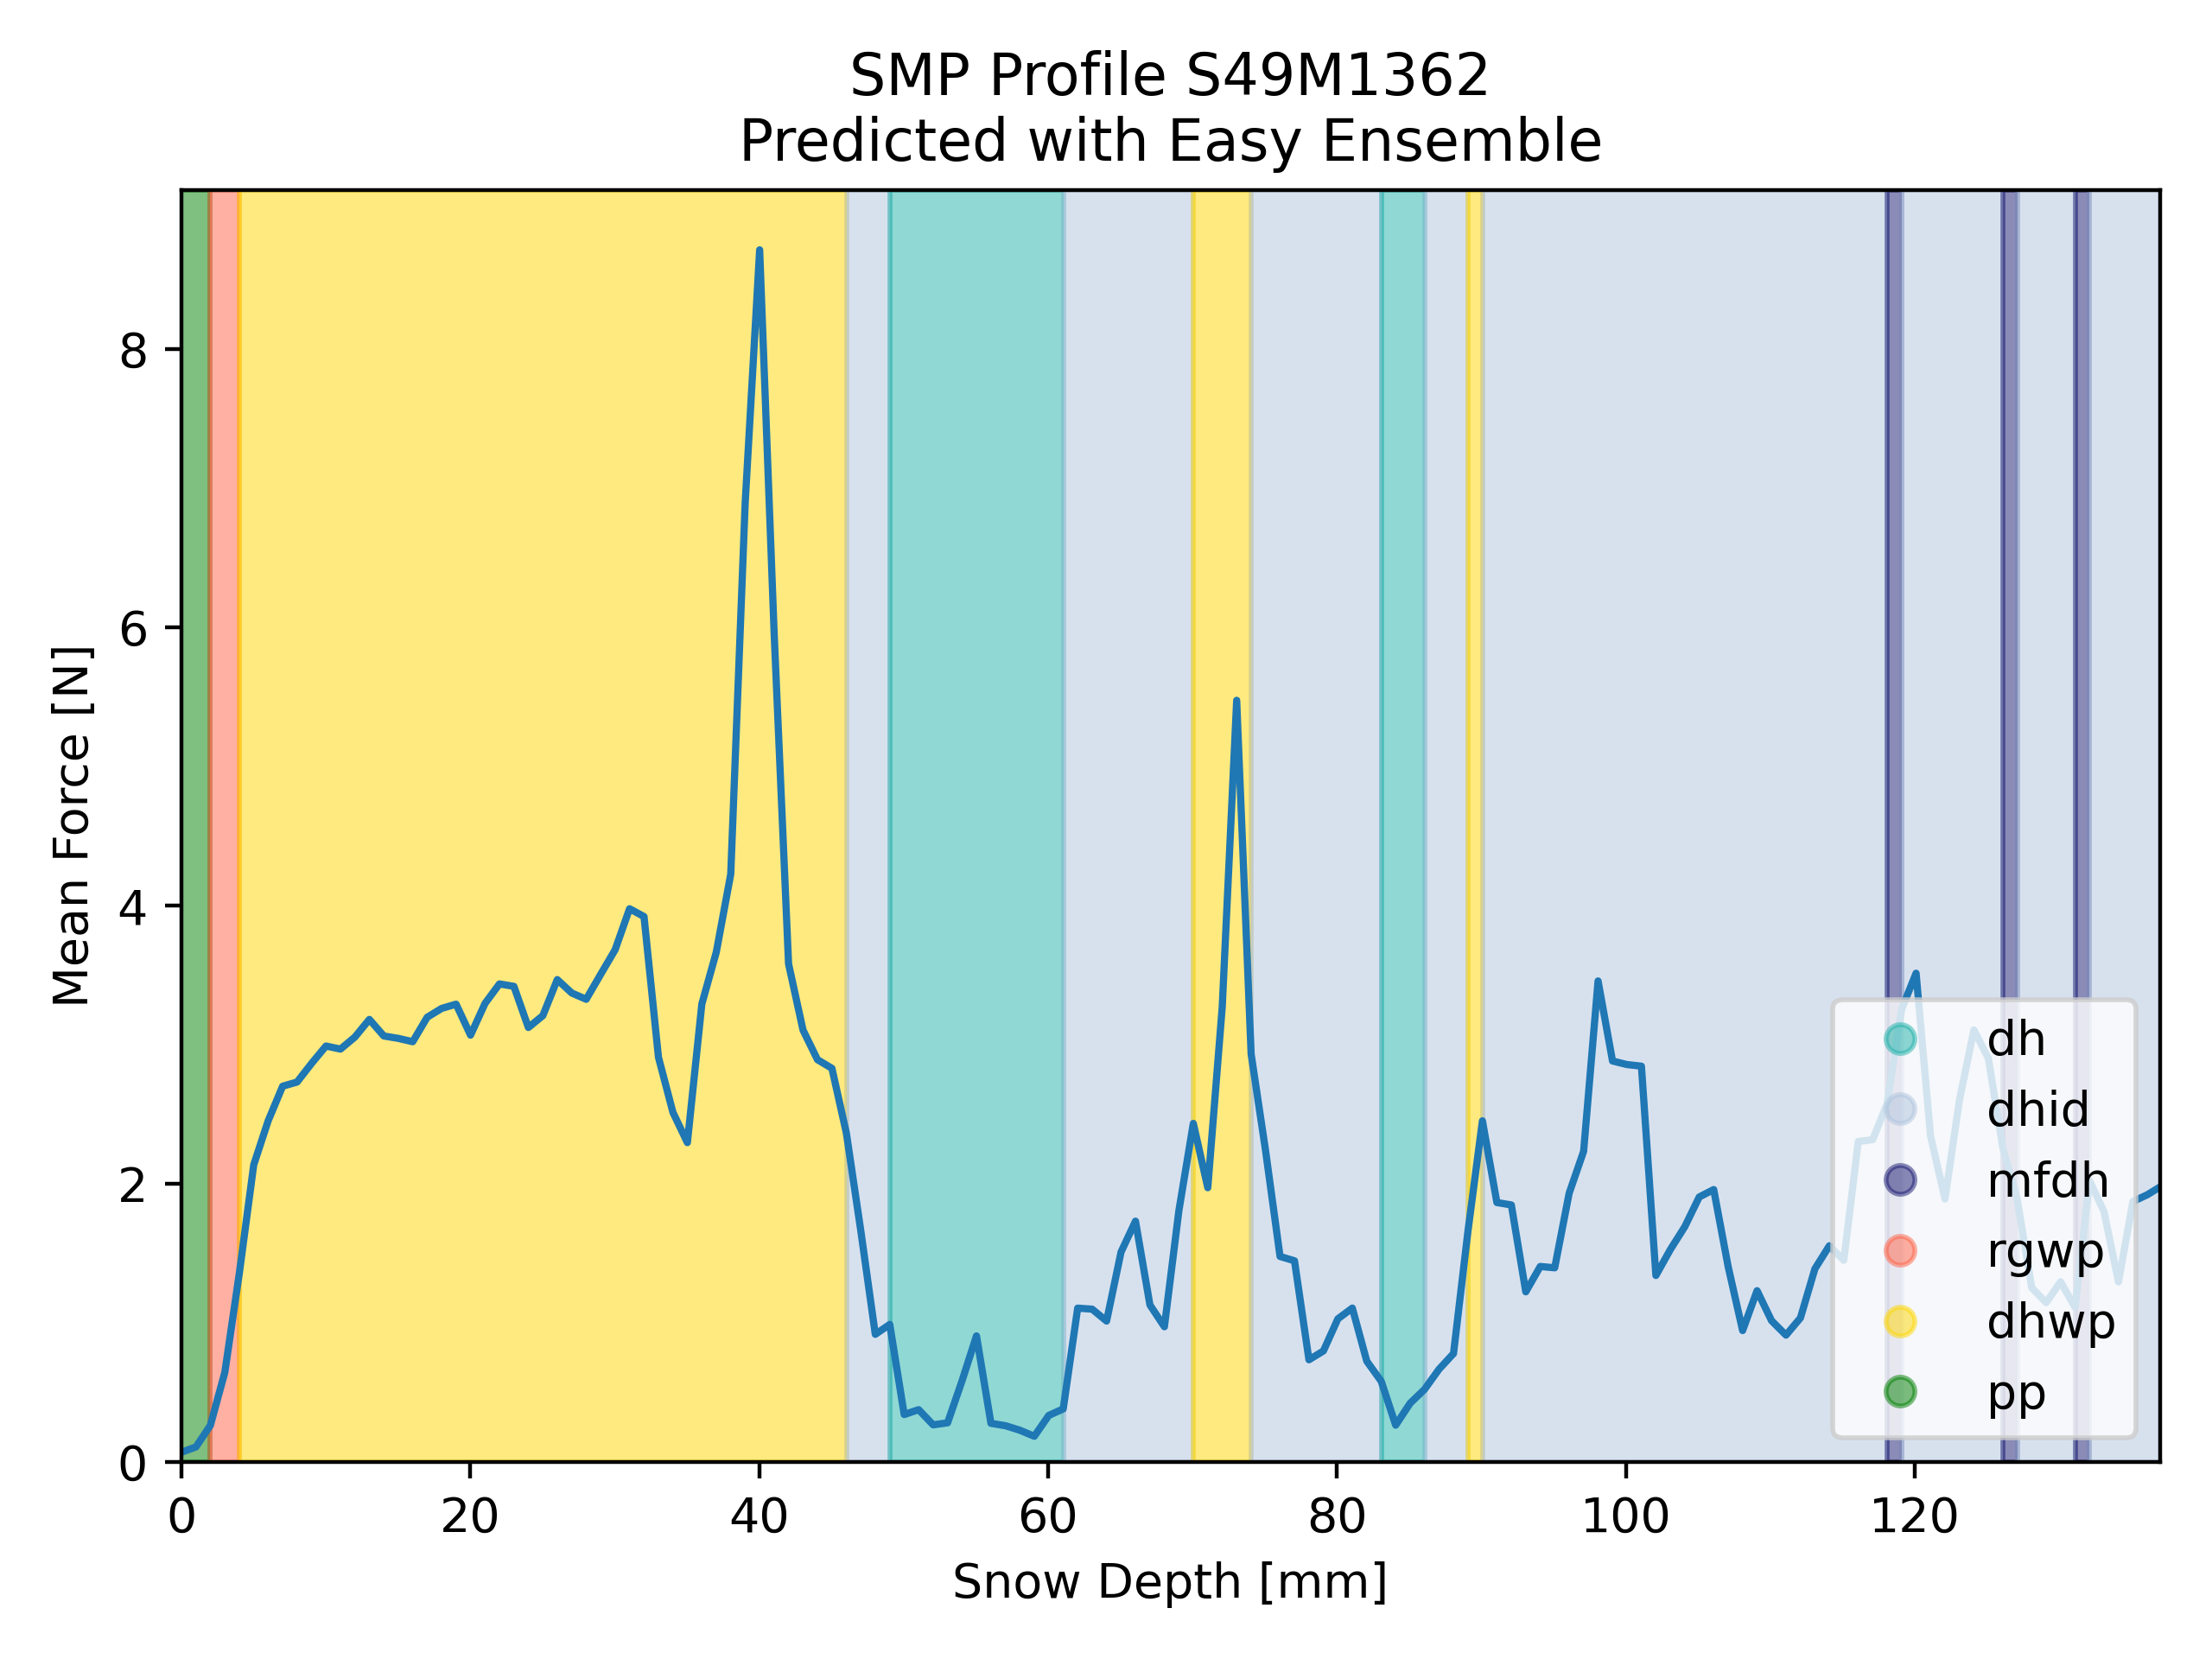 SMP Profile S49M1362
Predicted with Easy Ensemble
Mean Force [N]
8
6
4
2
0
0 20 40 60 80 100 120
Snow Depth [mm]
dh
dhid
mfdh
rgwp
dhwp
pp